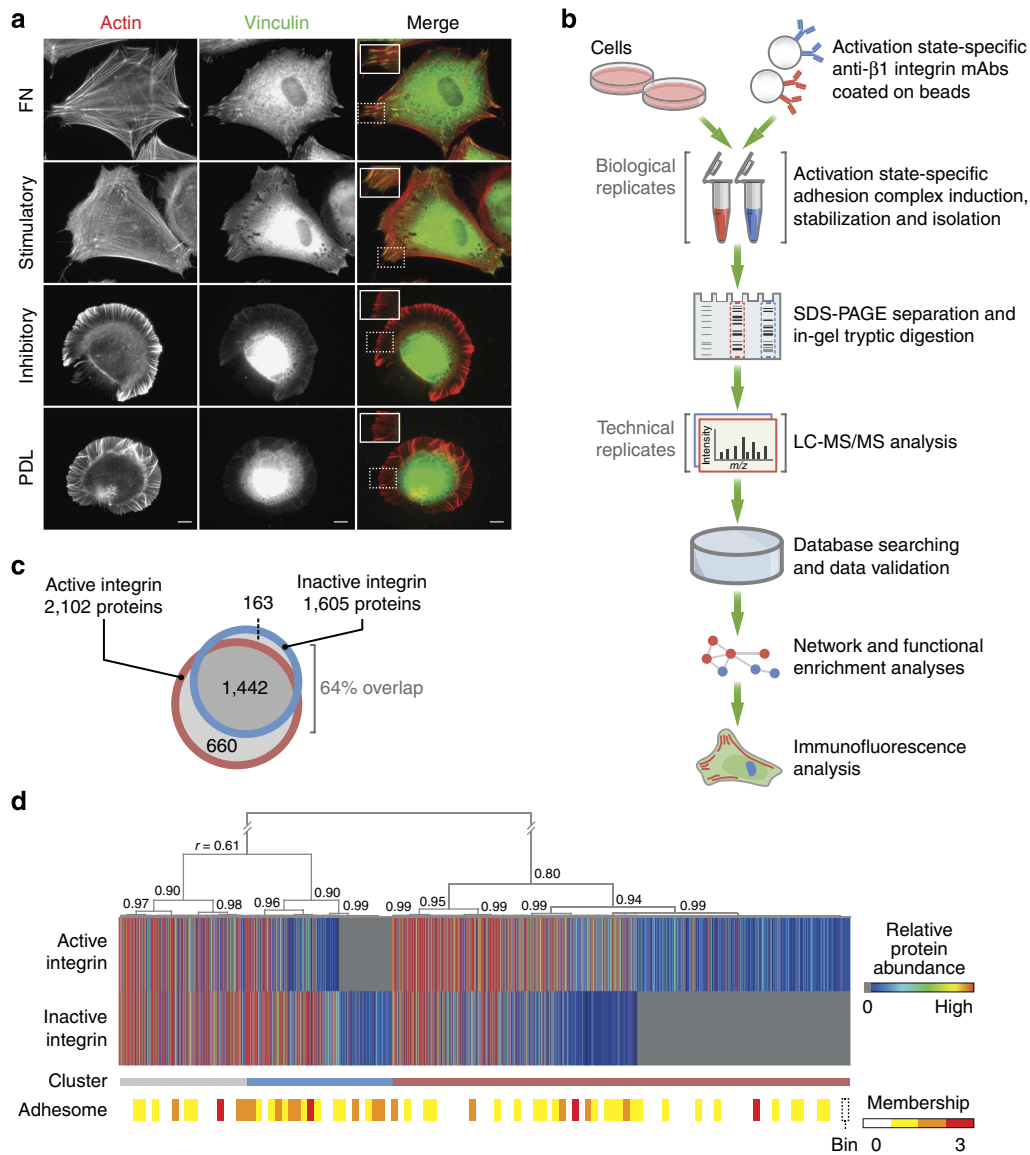 a
Actin
Vinculin
Merge
FN
Stimulatory
Inhibitory
PDL
b
Cells
Activation state-specific
anti-β1 integrin mAbs
coated on beads
Biological
replicates
Activation state-specific
adhesion complex induction,
stabilization and isolation
SDS-PAGE separation and
in-gel tryptic digestion
Technical
replicates
Intensity
m/z
LC-MS/MS analysis
Database searching
and data validation
Network and functional
enrichment analyses
Immunofluorescence
analysis
c
Active integrin
2,102 proteins
163
Inactive integrin
1,605 proteins
1,442
64% overlap
660
d
r = 0.61
0.80
0.90
0.90
0.94
0.97
0.98
0.96
0.99
0.99
0.95
0.99
0.99
0.99
Active
integrin
Inactive
integrin
Relative
protein
abundance
0
High
Cluster
Adhesome
Bin
Membership
0
3